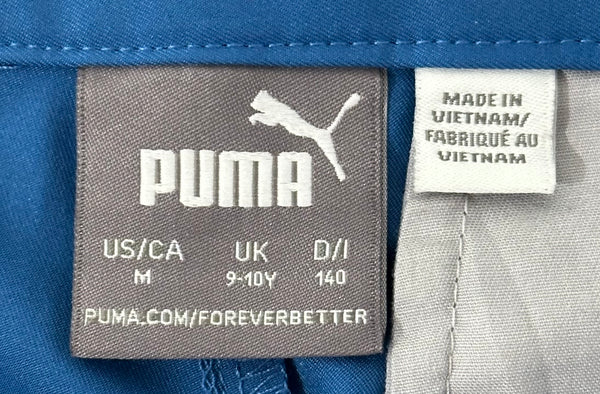 PUMA
US/CA UK D/I
M 9-10Y 140
PUMA.COM/FOREVERBETTER
MADE IN
VIETNAM/
FABRIQUÉ AU
VIETNAM